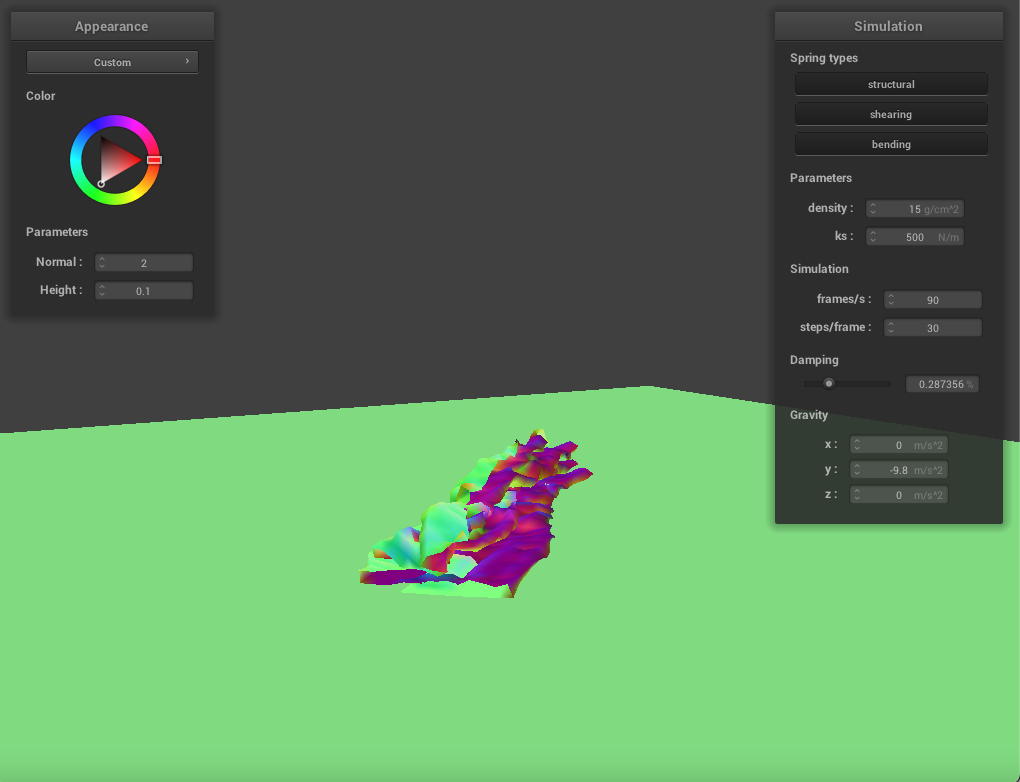 Appearance
Custom
Color
Parameters
Normal : 2
Height : 0.1
Simulation
Spring types
structural
shearing
bending
Parameters
density : 15 g/cm^2
ks : 500 N/m
Simulation
frames/s : 90
steps/frame : 30
Damping
0.287356 %
Gravity
x : 0 m/s^2
y : -9.8 m/s^2
z : 0 m/s^2